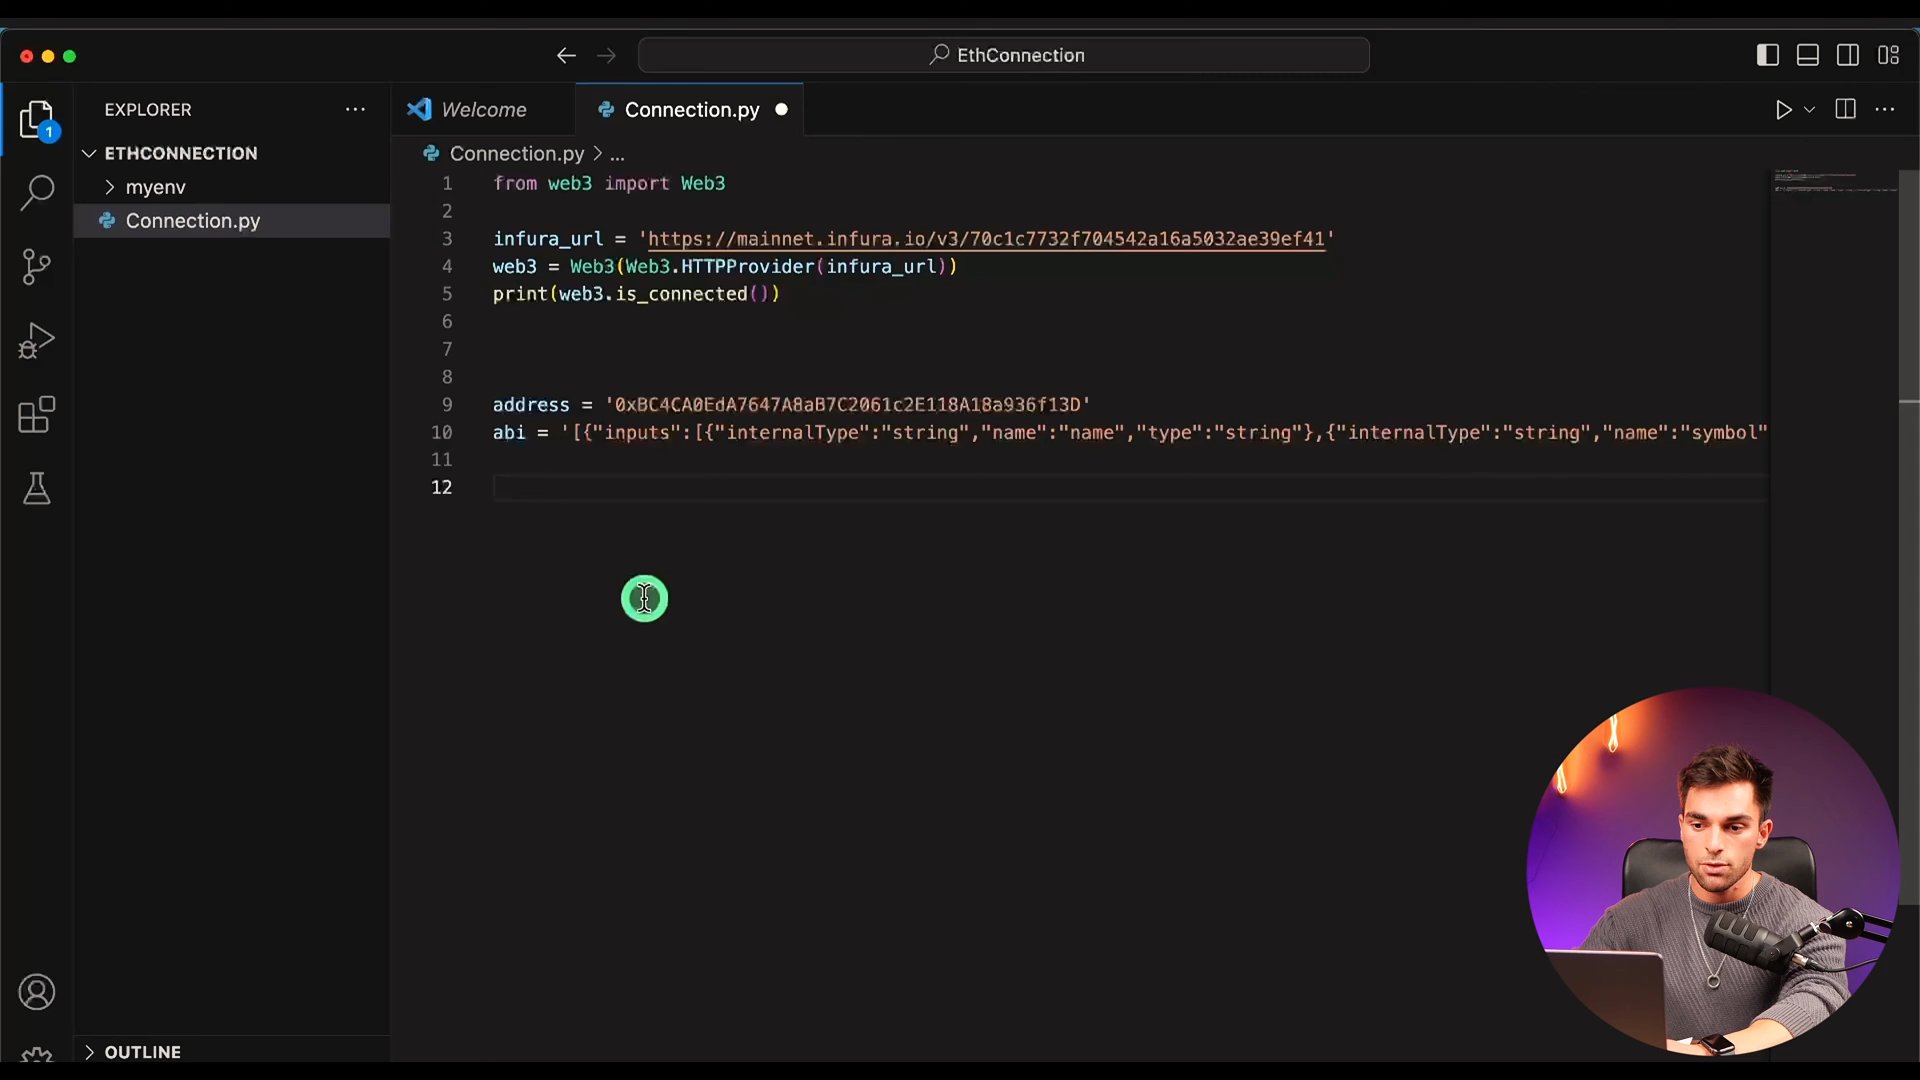 EthConnection
EXPLORER
Welcome
Connection.py
1
ETHCONNECTION
myenv
Connection.py
Connection.py > ...
1 from web3 import Web3
2
3 infura_url = 'https://mainnet.infura.io/v3/70c1c7732f704542a16a5032ae39ef41'
4 web3 = Web3(Web3.HTTPProvider(infura_url))
5 print(web3.is_connected())
6
7
8
9 address = '0xBC4CA0EdA7647A8aB7C2061c2E118A18a936f13D'
10 abi = '[{"inputs":[{"internalType":"string","name":"name","type":"string"},{"internalType":"string","name":"symbol"
11
12
OUTLINE